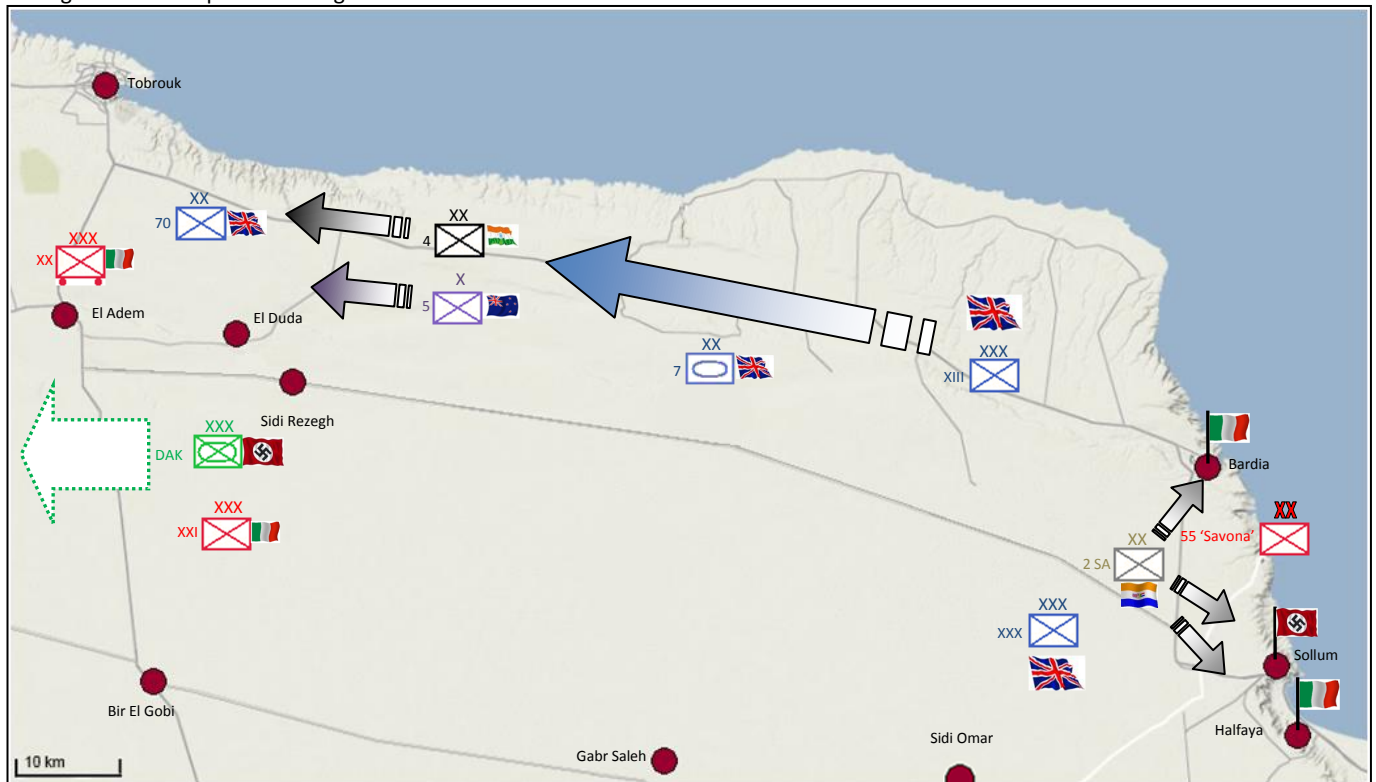 Tobrouk
XX
70
XX
4
XXX
XX
X
5
El Adem
El Duda
XX
7
XXX
XIII
Sidi Rezegh
XXX
DAK
Bardia
XXX
XXI
XX
55 ‘Savona’
XX
2 SA
XXX
XXX
Sollum
Bir El Gobi
Halfaya
Sidi Omar
Gabr Saleh
10 km